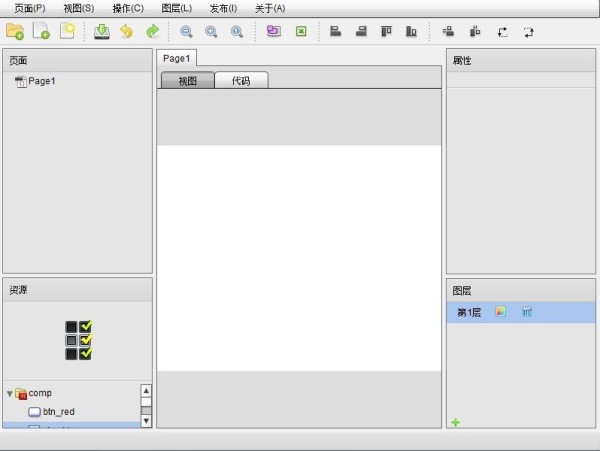 页面(P) 视图(S) 操作(C) 图层(L) 发布(I) 关于(A)
页面
Page1
Page1
视图 代码
属性
资源
comp
btn_red
图层
第1层